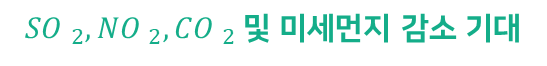 SO ₂, NO ₂, CO ₂ 및 미세먼지 감소 기대